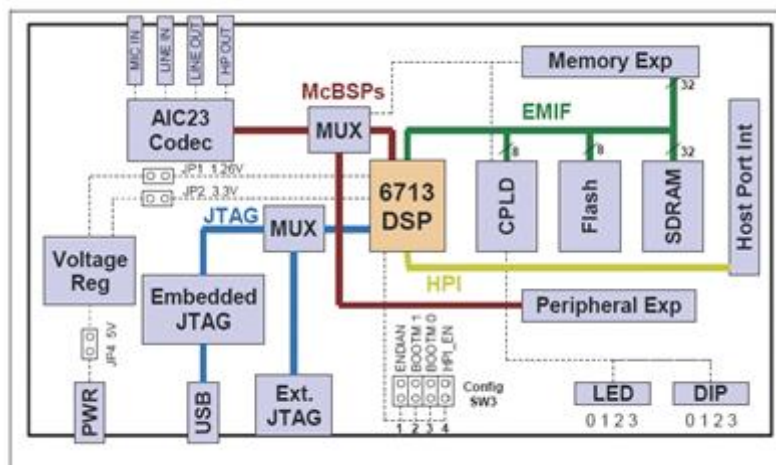 MIC IN
LINE IN
LINE OUT
HP OUT
McBSPs
Memory Exp
32
AIC23
Codec
MUX
EMIF
8
8
32
JP1 1.26V
JP2 3.3V
6713
DSP
CPLD
Flash
SDRAM
Host Port Int
JTAG
MUX
Voltage
Reg
HPI
Embedded
JTAG
Peripheral Exp
JP4 5V
ENDIAN
BOOTM 1
BOOTM 0
HPI_EN
Config
SW3
1 2 3 4
PWR
USB
Ext.
JTAG
LED
DIP
0 1 2 3
0 1 2 3